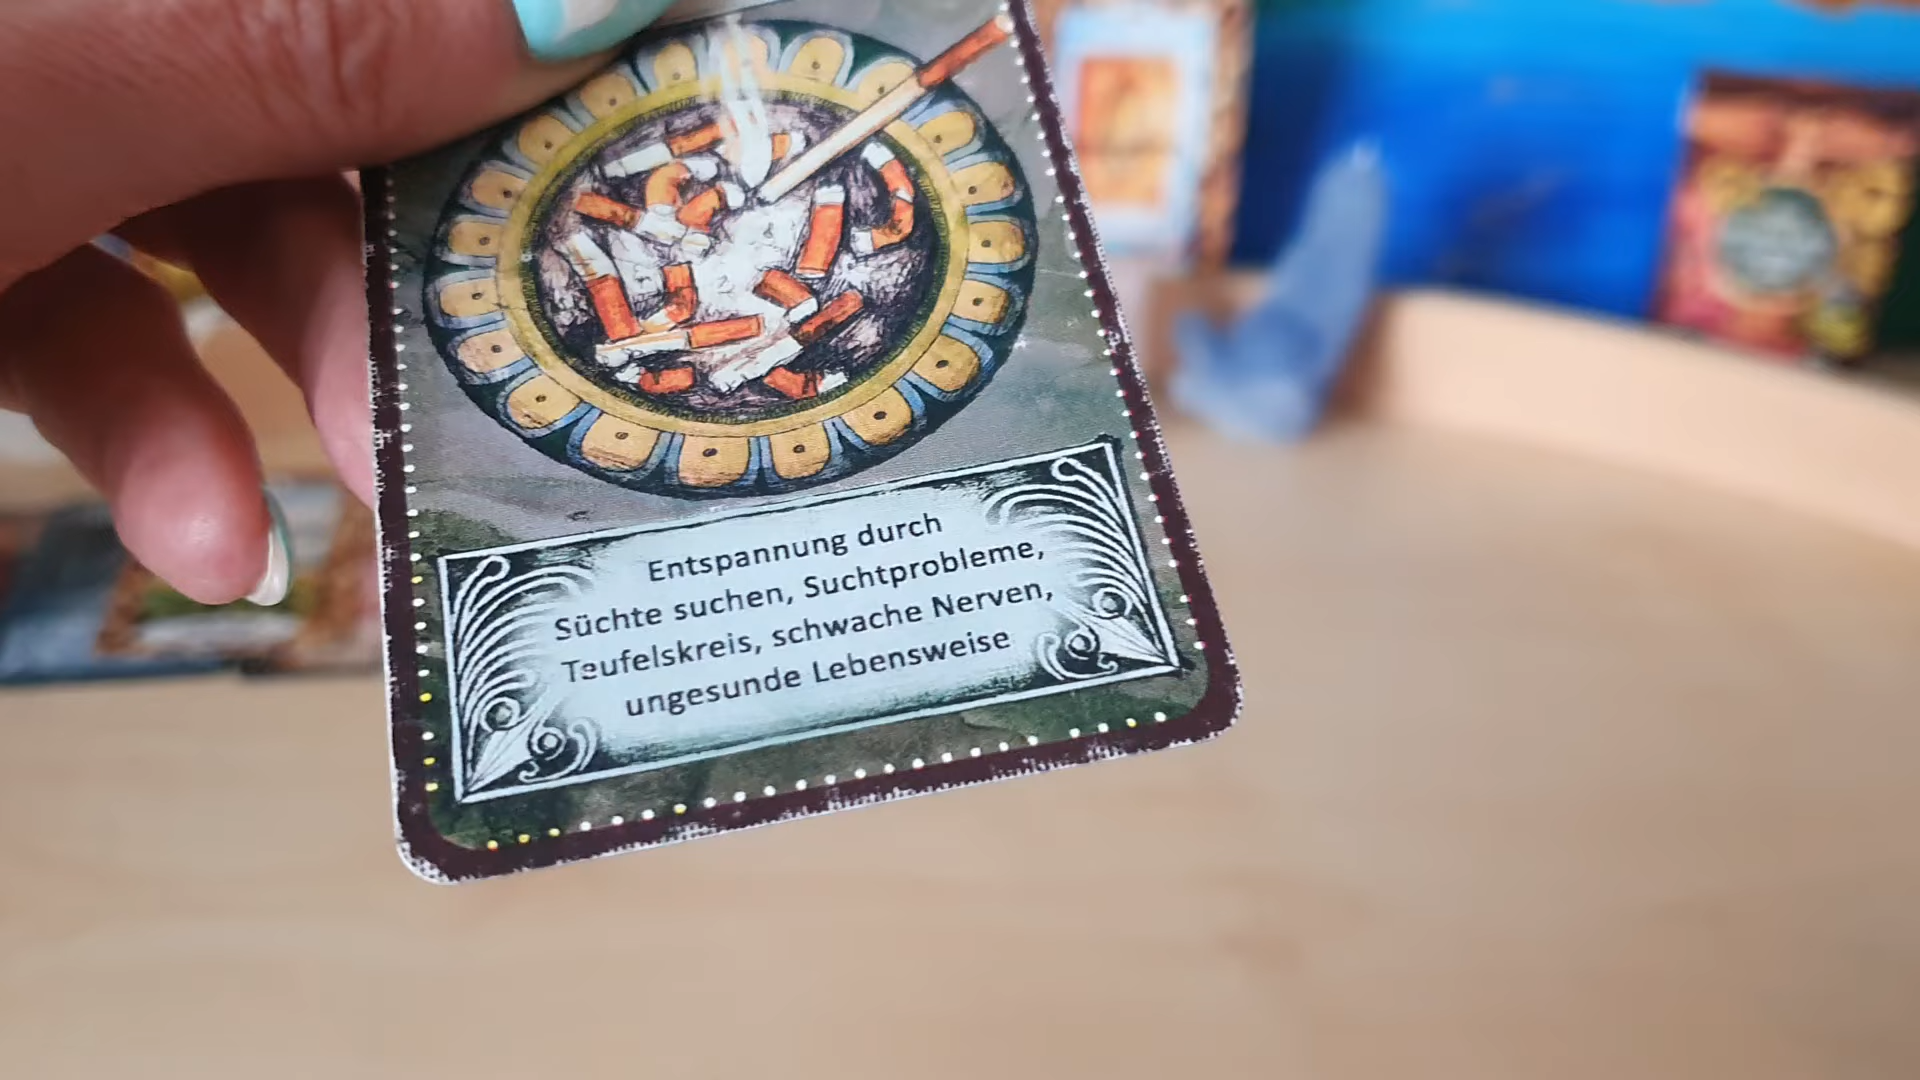 Entspannung durch
Süchte suchen, Suchtprobleme,
Teufelskreis, schwache Nerven,
ungesunde Lebensweise